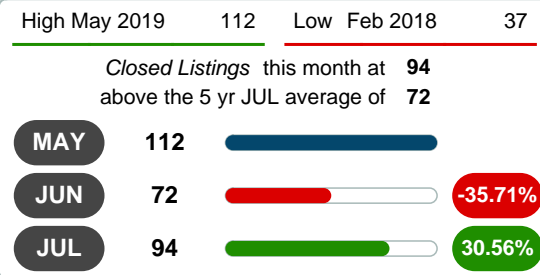 High May 2019 112 Low Feb 2018 37
Closed Listings this month at 94
above the 5 yr JUL average of 72
MAY 112
JUN 72 -35.71%
JUL 94 30.56%